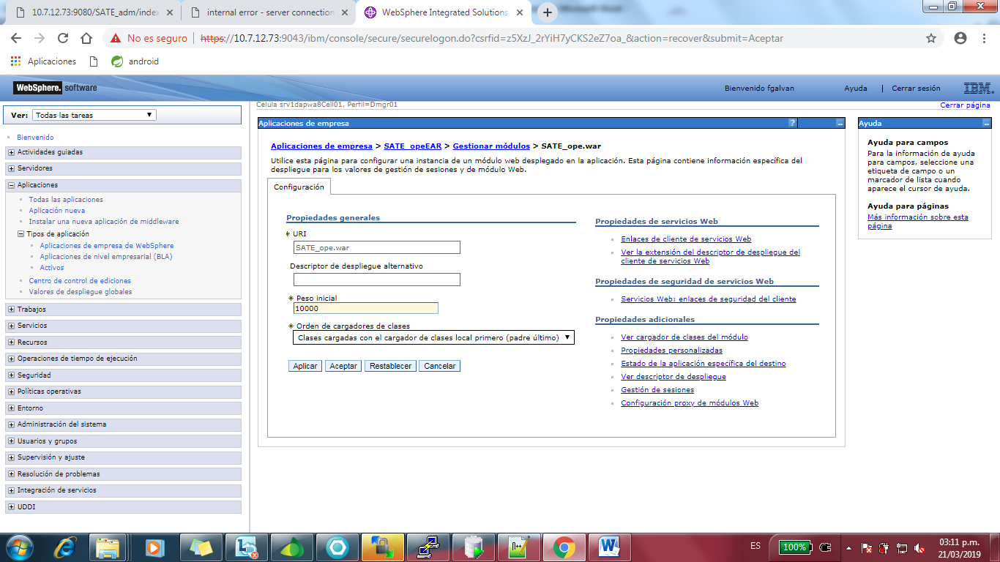 10.7.12.73:9080/SATE_adm/index
internal error - server connection
WebSphere Integrated Solutions
No es seguro
https://10.7.12.73:9043/ibm/console/secure/securelogon.do?csrfid=z5XzJ_2rYiH7yCKS2eZ7oa_&action=recover&submit=Aceptar
Aplicaciones
android
WebSphere. software
Bienvenido fgalvan
Ayuda
Cerrar sesión
IBM.
Ver: Todas las tareas
Bienvenido
Actividades guiadas
Servidores
Aplicaciones
Todas las aplicaciones
Aplicación nueva
Instalar una nueva aplicación de middleware
Tipos de aplicación
Aplicaciones de empresa de WebSphere
Aplicaciones de nivel empresarial (BLA)
Activos
Centro de control de ediciones
Valores de despliegue globales
Trabajos
Servicios
Recursos
Operaciones de tiempo de ejecución
Seguridad
Políticas operativas
Entorno
Administración del sistema
Usuarios y grupos
Supervisión y ajuste
Resolución de problemas
Integración de servicios
UDDI
Célula srv1dapwa8Cell01, Perfil=Dmgr01
Cerrar página
Aplicaciones de empresa
?
Aplicaciones de empresa > SATE_opeEAR > Gestionar módulos > SATE_ope.war
Utilice esta página para configurar una instancia de un módulo web desplegado en la aplicación. Esta página contiene información específica del
despliegue para los valores de gestión de sesiones y de módulo Web.
Configuración
Propiedades generales
* URI
SATE_ope.war
Descriptor de despliegue alternativo
* Peso inicial
10000
* Orden de cargadores de clases
Clases cargadas con el cargador de clases local primero (padre último)
Aplicar
Aceptar
Restablecer
Cancelar
Propiedades de servicios Web
Enlaces de cliente de servicios Web
Ver la extensión del descriptor de despliegue del
cliente de servicios Web
Propiedades de seguridad de servicios Web
Servicios Web: enlaces de seguridad del cliente
Propiedades adicionales
Ver cargador de clases del módulo
Propiedades personalizadas
Estado de la aplicación específica del destino
Ver descriptor de despliegue
Gestión de sesiones
Configuración proxy de módulos Web
Ayuda
Ayuda para campos
Para la información de ayuda
para campos, seleccione una
etiqueta de campo o un
marcador de lista cuando
aparece el cursor de ayuda.
Ayuda para páginas
Más información sobre esta
página
ES
100%
03:11 p.m.
21/03/2019